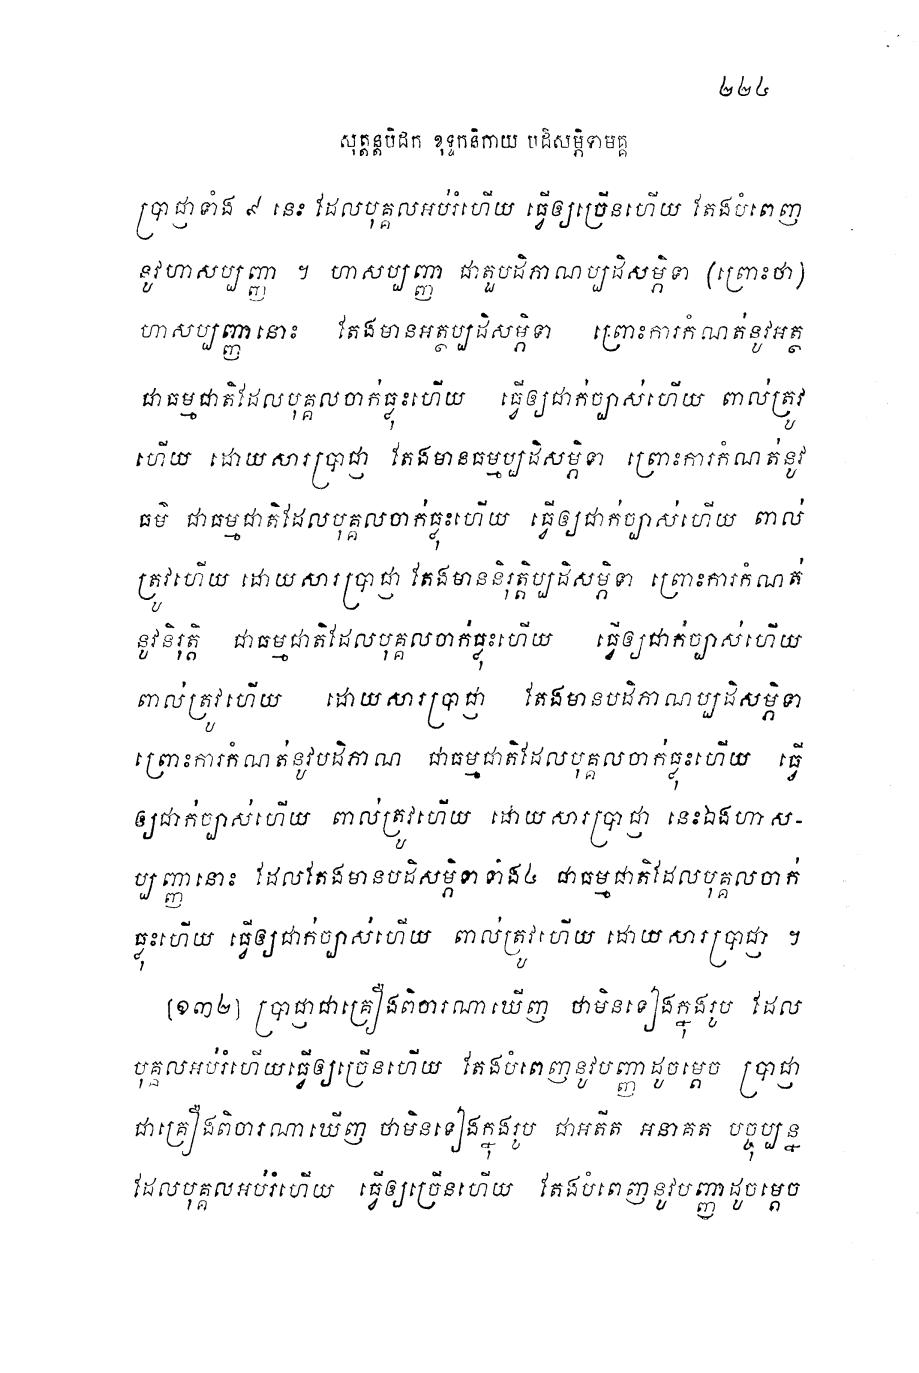 ២២៤
សុត្តន្តបិដក ខុទ្ទកនិកាយ បដិសម្ភិទាមគ្គ
ប្រាជ្ញាទាំង ៩ នេះ ដែលបុគ្គលអប់រំហើយ ធ្វើឲ្យច្រើនហើយ តែងបំពេញ
នូវហាសប្បញ្ញា ។ ហាសប្បញ្ញា ជាតួបដិភាណប្បដិសម្ភិទា (ព្រោះថា)
ហាសប្បញ្ញានោះ តែងមានអត្ថប្បដិសម្ភិទា ព្រោះការកំណត់នូវអត្ថ
ជាធម្មជាតិដែលបុគ្គលចាក់ធ្លុះហើយ ធ្វើឲ្យជាក់ច្បាស់ហើយ ពាល់ត្រូវ
ហើយ ដោយសារប្រាជ្ញា តែងមានធម្មប្បដិសម្ភិទា ព្រោះការកំណត់នូវ
ធម៌ ជាធម្មជាតិដែលបុគ្គលចាក់ធ្លុះហើយ ធ្វើឲ្យជាក់ច្បាស់ហើយ ពាល់
ត្រូវហើយ ដោយសារប្រាជ្ញា តែងមាននិរុត្តិប្បដិសម្ភិទា ព្រោះការកំណត់
នូវនិរុត្តិ ជាធម្មជាតិដែលបុគ្គលចាក់ធ្លុះហើយ ធ្វើឲ្យជាក់ច្បាស់ហើយ
ពាល់ត្រូវហើយ ដោយសារប្រាជ្ញា តែងមានបដិភាណប្បដិសម្ភិទា
ព្រោះការកំណត់នូវបដិភាណ ជាធម្មជាតិដែលបុគ្គលចាក់ធ្លុះហើយ ធ្វើ
ឲ្យជាក់ច្បាស់ហើយ ពាល់ត្រូវហើយ ដោយសារប្រាជ្ញា នេះឯងហាស-
ប្បញ្ញានោះ ដែលតែងមានបដិសម្ភិទាទាំង៤ ជាធម្មជាតិដែលបុគ្គលចាក់
ធ្លុះហើយ ធ្វើឲ្យជាក់ច្បាស់ហើយ ពាល់ត្រូវហើយ ដោយសារប្រាជ្ញា ។
[១៣២] ប្រាជ្ញាជាគ្រឿងពិចារណាឃើញ ថាមិនទៀងក្នុងរូប ដែល
បុគ្គលអប់រំហើយធ្វើឲ្យច្រើនហើយ តែងបំពេញនូវបញ្ញាដូចម្តេច ប្រាជ្ញា
ជាគ្រឿងពិចារណាឃើញ ថាមិនទៀងក្នុងរូប ជាអតីត អនាគត បច្ចុប្បន្ន
ដែលបុគ្គលអប់រំហើយ ធ្វើឲ្យច្រើនហើយ តែងបំពេញនូវបញ្ញាដូចម្តេច